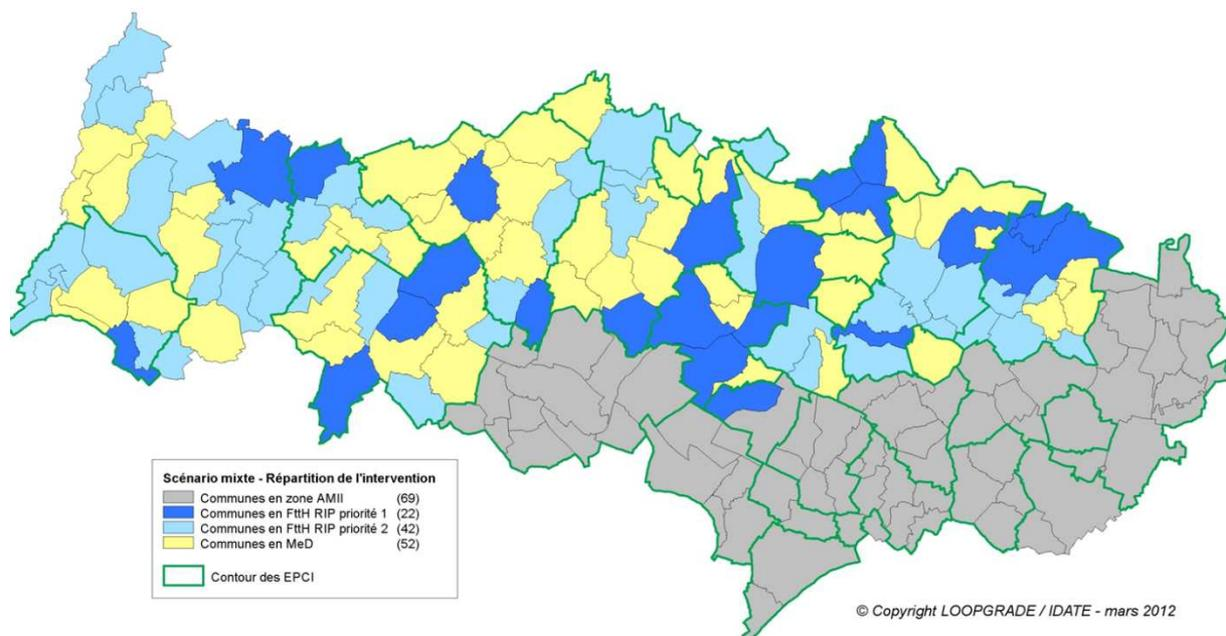 Scénario mixte - Répartition de l'intervention
Communes en zone AMII (69)
Communes en FttH RIP priorité 1 (22)
Communes en FttH RIP priorité 2 (42)
Communes en MeD (52)
Contour des EPCI
© Copyright LOOPGRADE / IDATE - mars 2012